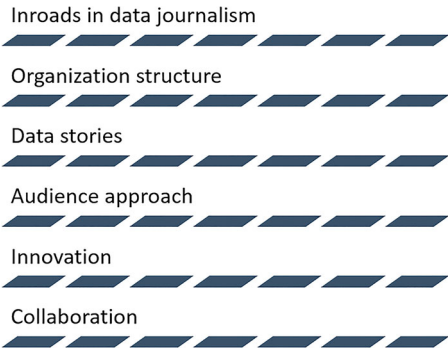 Inroads in data journalism
Organization structure
Data stories
Audience approach
Innovation
Collaboration